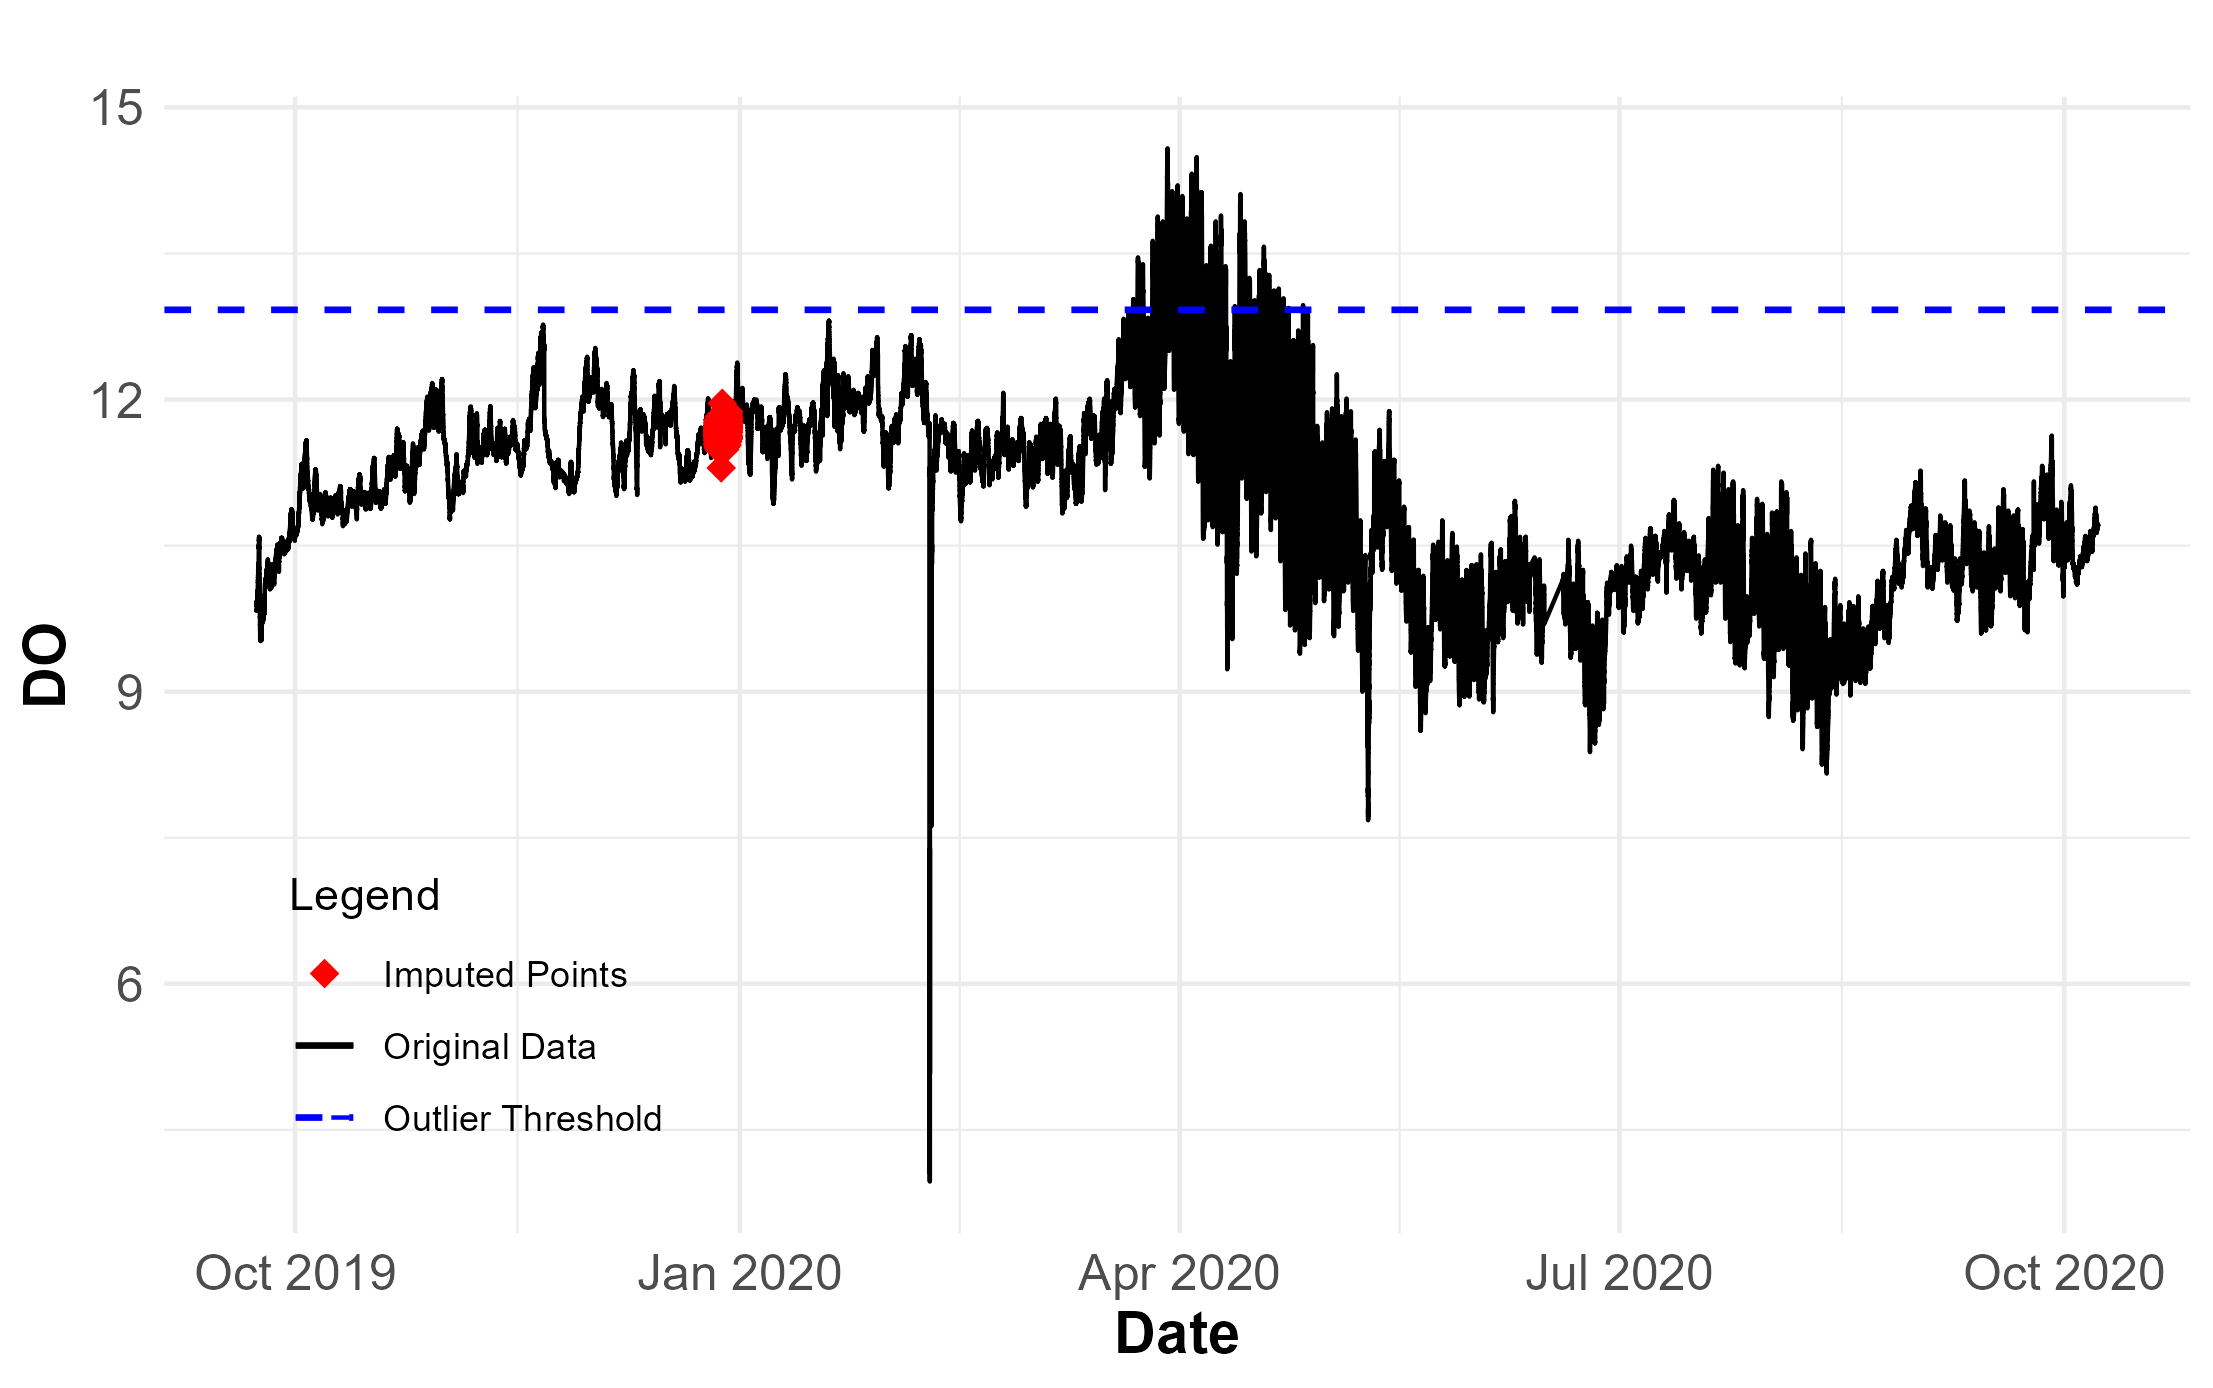 15
12
9
6
DO
Legend
Imputed Points
Original Data
Outlier Threshold
Oct 2019 Jan 2020 Apr 2020 Jul 2020 Oct 2020
Date